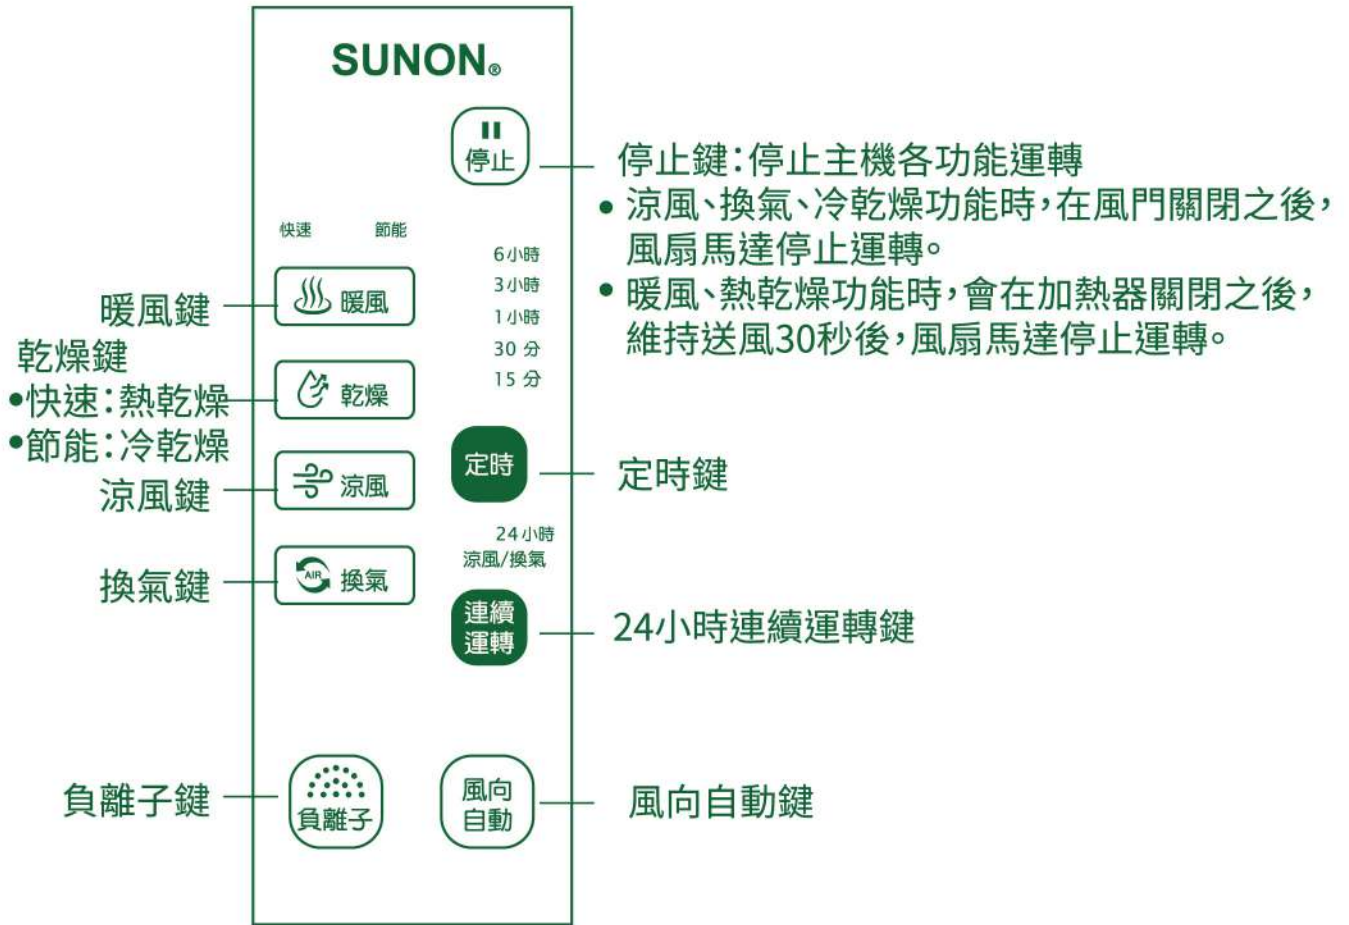 SUNON®
停止
停止鍵：停止主機各功能運轉
• 涼風、換氣、冷乾燥功能時，在風門關閉之後，
風扇馬達停止運轉。
• 暖風、熱乾燥功能時，會在加熱器關閉之後，
維持送風30秒後，風扇馬達停止運轉。
快速 節能
6小時
3小時
1小時
30 分
15 分
暖風鍵
暖風
乾燥鍵
•快速：熱乾燥
•節能：冷乾燥
乾燥
涼風鍵
涼風
換氣鍵
AIR 換氣
定時
定時鍵
24小時
涼風/換氣
連續
運轉
24小時連續運轉鍵
負離子鍵
負離子
風向
自動
風向自動鍵